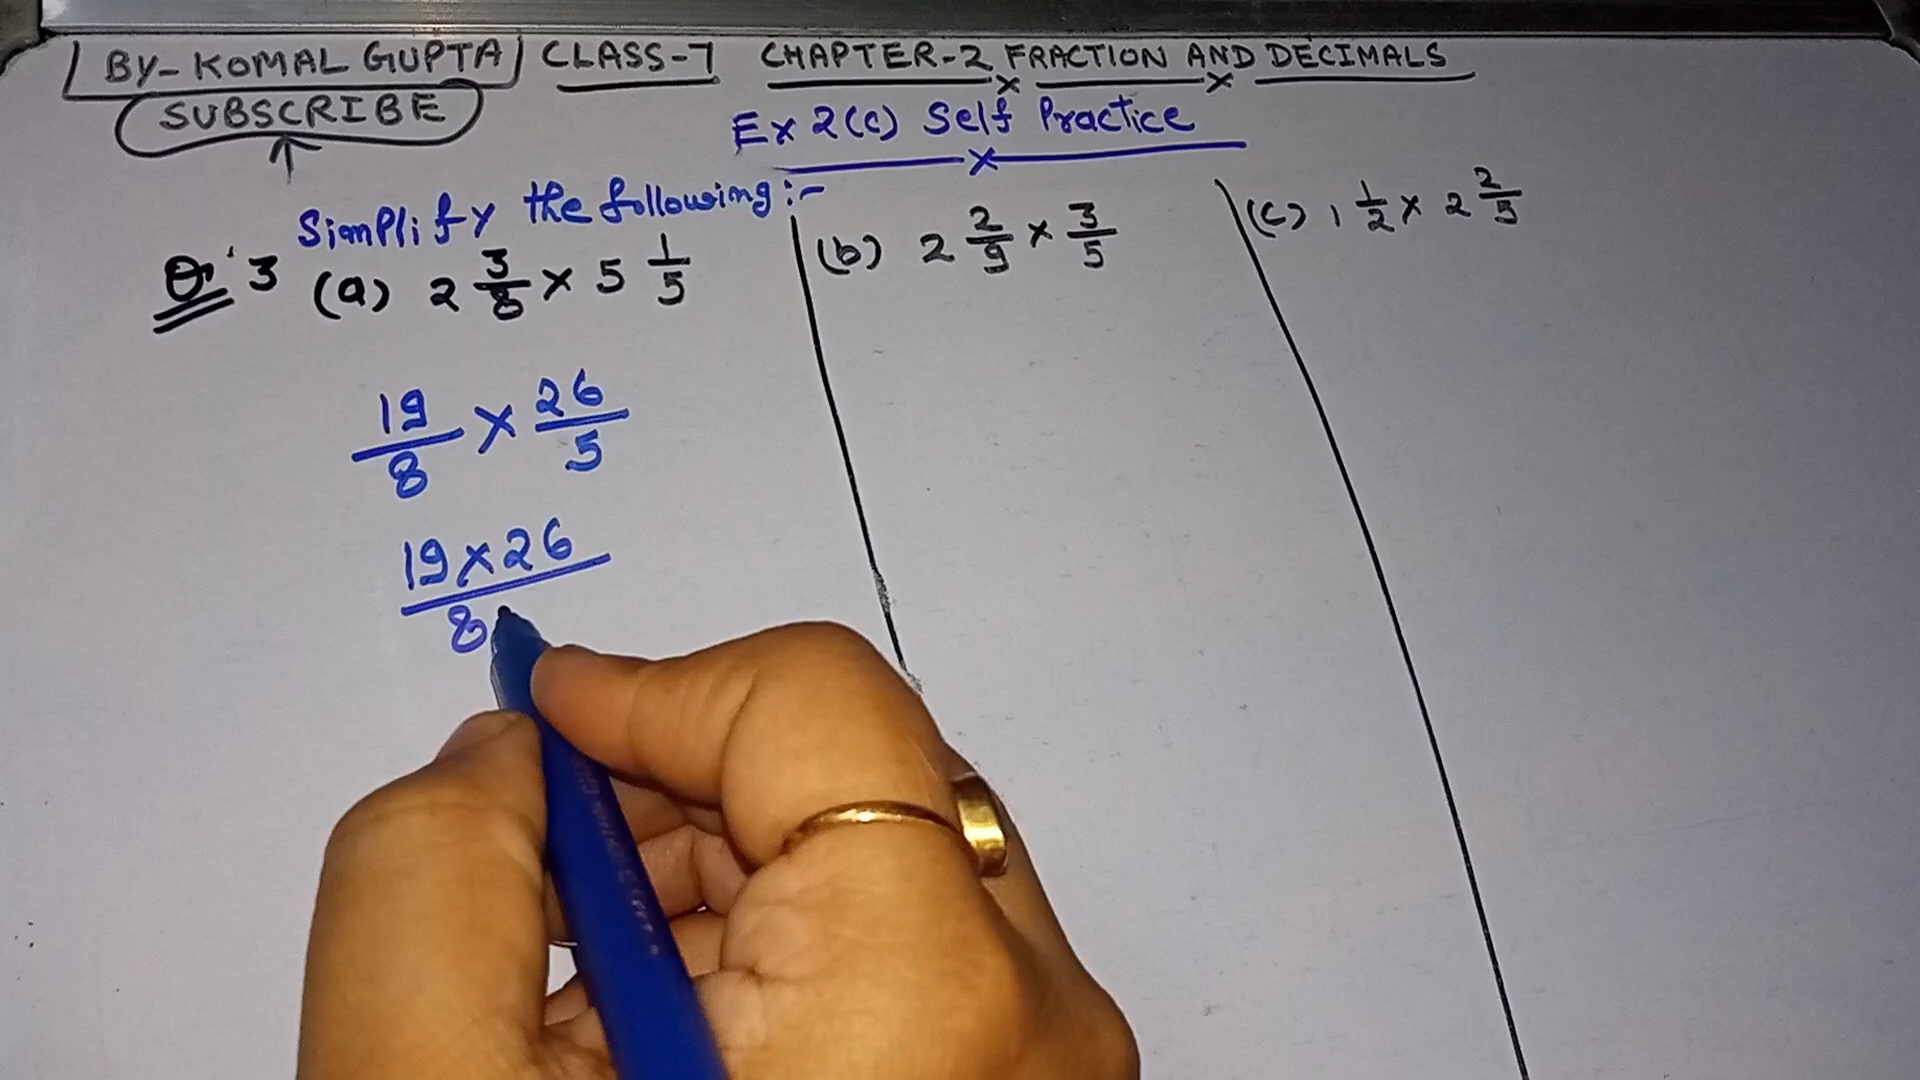 BY-KOMAL GUPTA CLASS-7 CHAPTER-2 FRACTION AND DECIMALS
SUBSCRIBE
Ex 2(c) Self Practice
Simplify the following:-
Q.3 (a) 2 3/8 × 5 1/5
(b) 2 2/9 × 3/5
(c) 1 1/2 × 2 2/5
19/8 × 26/5
19×26
8